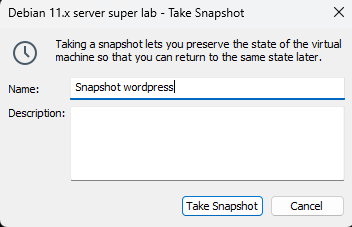 Debian 11.x server super lab - Take Snapshot
Taking a snapshot lets you preserve the state of the virtual
machine so that you can return to the same state later.
Name: Snapshot wordpress
Description:
Take Snapshot Cancel